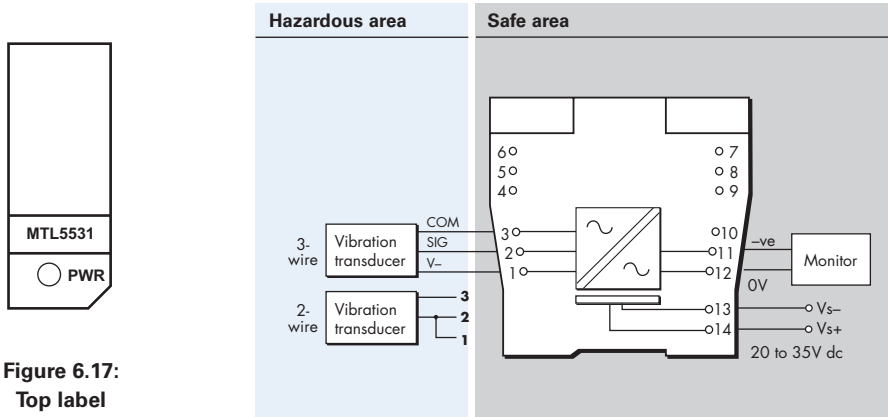 Hazardous area
Safe area
MTL5531
PWR
Figure 6.17:
Top label
6
5
4
3
2
1
7
8
9
10
11
12
13
14
3-
wire
Vibration
transducer
COM
SIG
V–
2-
wire
Vibration
transducer
3
2
1
–ve
0V
Monitor
Vs–
Vs+
20 to 35V dc